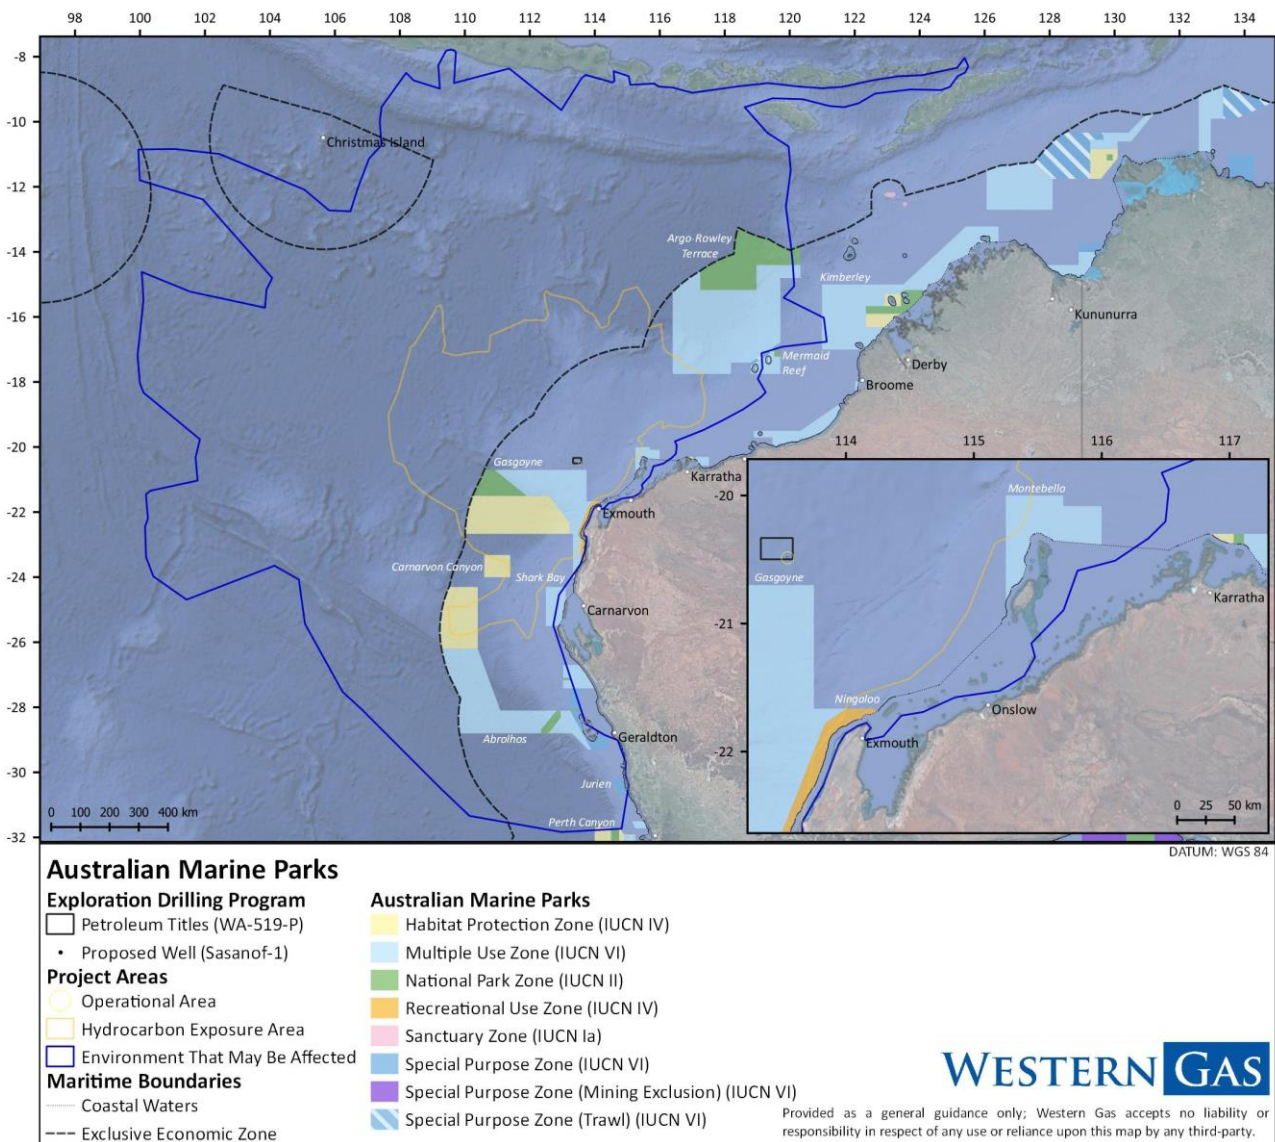 98 100 102 104 106 108 110 112 114 116 118 120 122 124 126 128 130 132 134
-8
-10
Christmas Island
-12
Argo-Rowley
Terrace
-14
Kimberley
-16
Kununurra
Mermaid
Reef
Derby
-18
Broome
-20
Gasgoyne
Karratha
-22
Exmouth
Carnarvon Canyon
Shark Bay
-24
Carnarvon
-26
-28
Abrolhos
Geraldton
-30
Jurien
0 100 200 300 400 km
Perth Canyon
-32
114 115 116 117
-20
Montebello
Gasgoyne
Karratha
-21
Ningaloo
Onslow
Exmouth
-22
0 25 50 km
DATUM: WGS 84
Australian Marine Parks
Exploration Drilling Program
Petroleum Titles (WA-519-P)
Proposed Well (Sasanof-1)
Project Areas
Operational Area
Hydrocarbon Exposure Area
Environment That May Be Affected
Maritime Boundaries
Coastal Waters
Exclusive Economic Zone
Australian Marine Parks
Habitat Protection Zone (IUCN IV)
Multiple Use Zone (IUCN VI)
National Park Zone (IUCN II)
Recreational Use Zone (IUCN IV)
Sanctuary Zone (IUCN Ia)
Special Purpose Zone (IUCN VI)
Special Purpose Zone (Mining Exclusion) (IUCN VI)
Special Purpose Zone (Trawl) (IUCN VI)
WESTERN GAS
Provided as a general guidance only; Western Gas accepts no liability or
responsibility in respect of any use or reliance upon this map by any third-party.